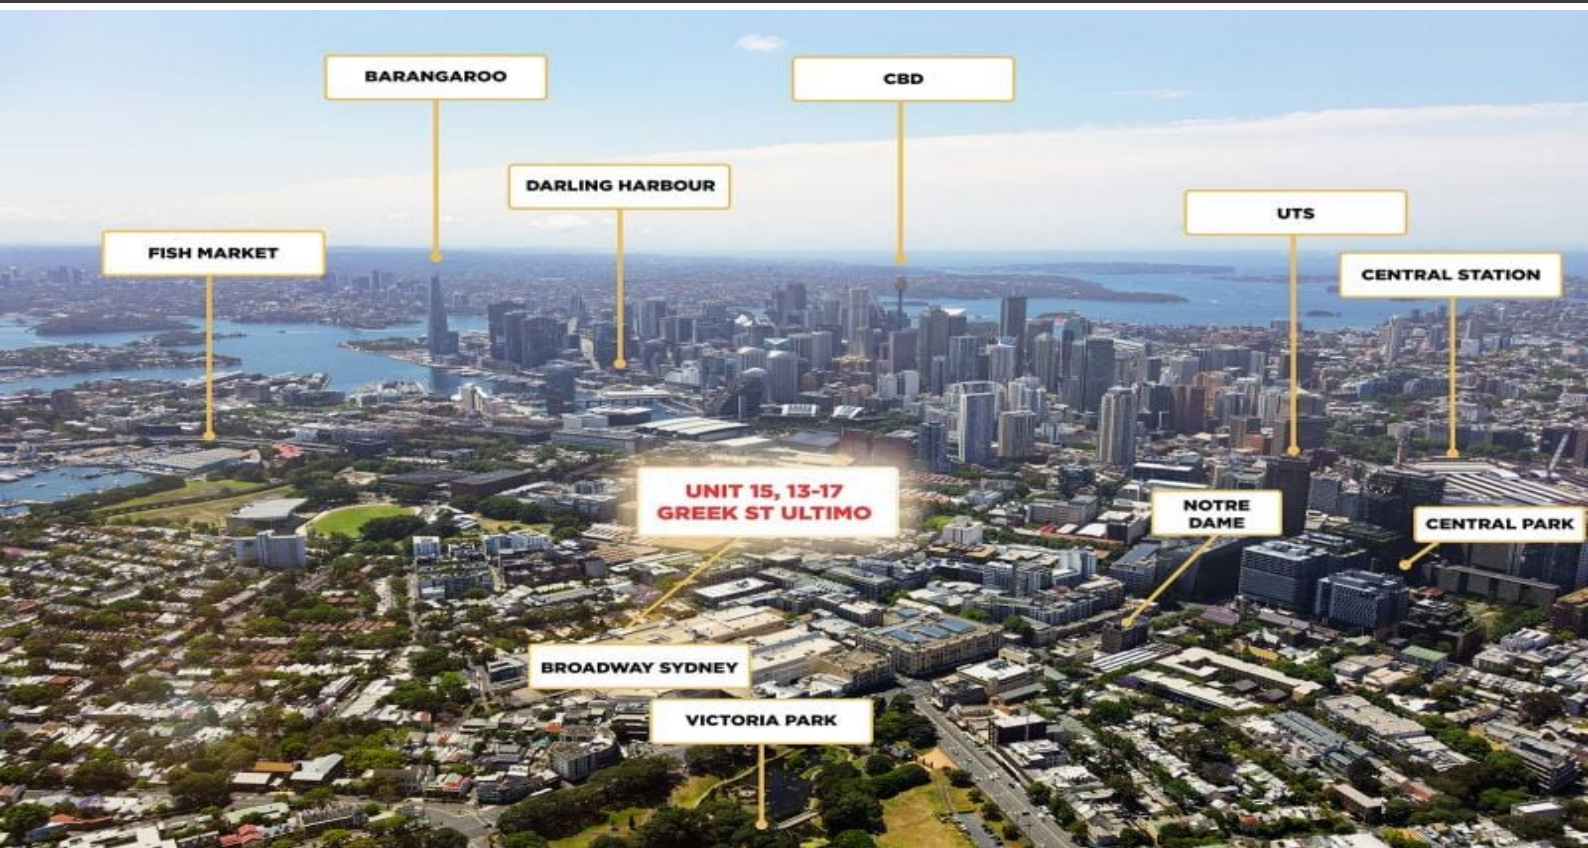 BARANGAROO
CBD
DARLING HARBOUR
UTS
FISH MARKET
CENTRAL STATION
UNIT 15, 13-17
GREEK ST ULTIMO
NOTRE
DAME
CENTRAL PARK
BROADWAY SYDNEY
VICTORIA PARK